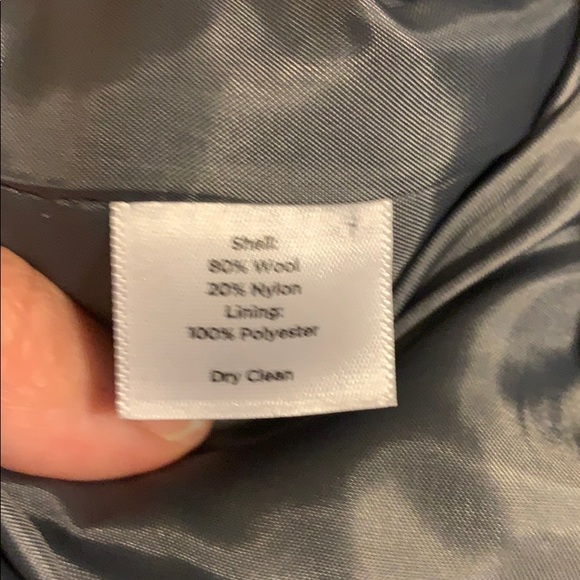 Shell:
80% Wool
20% Nylon
Lining:
100% Polyester
Dry Clean